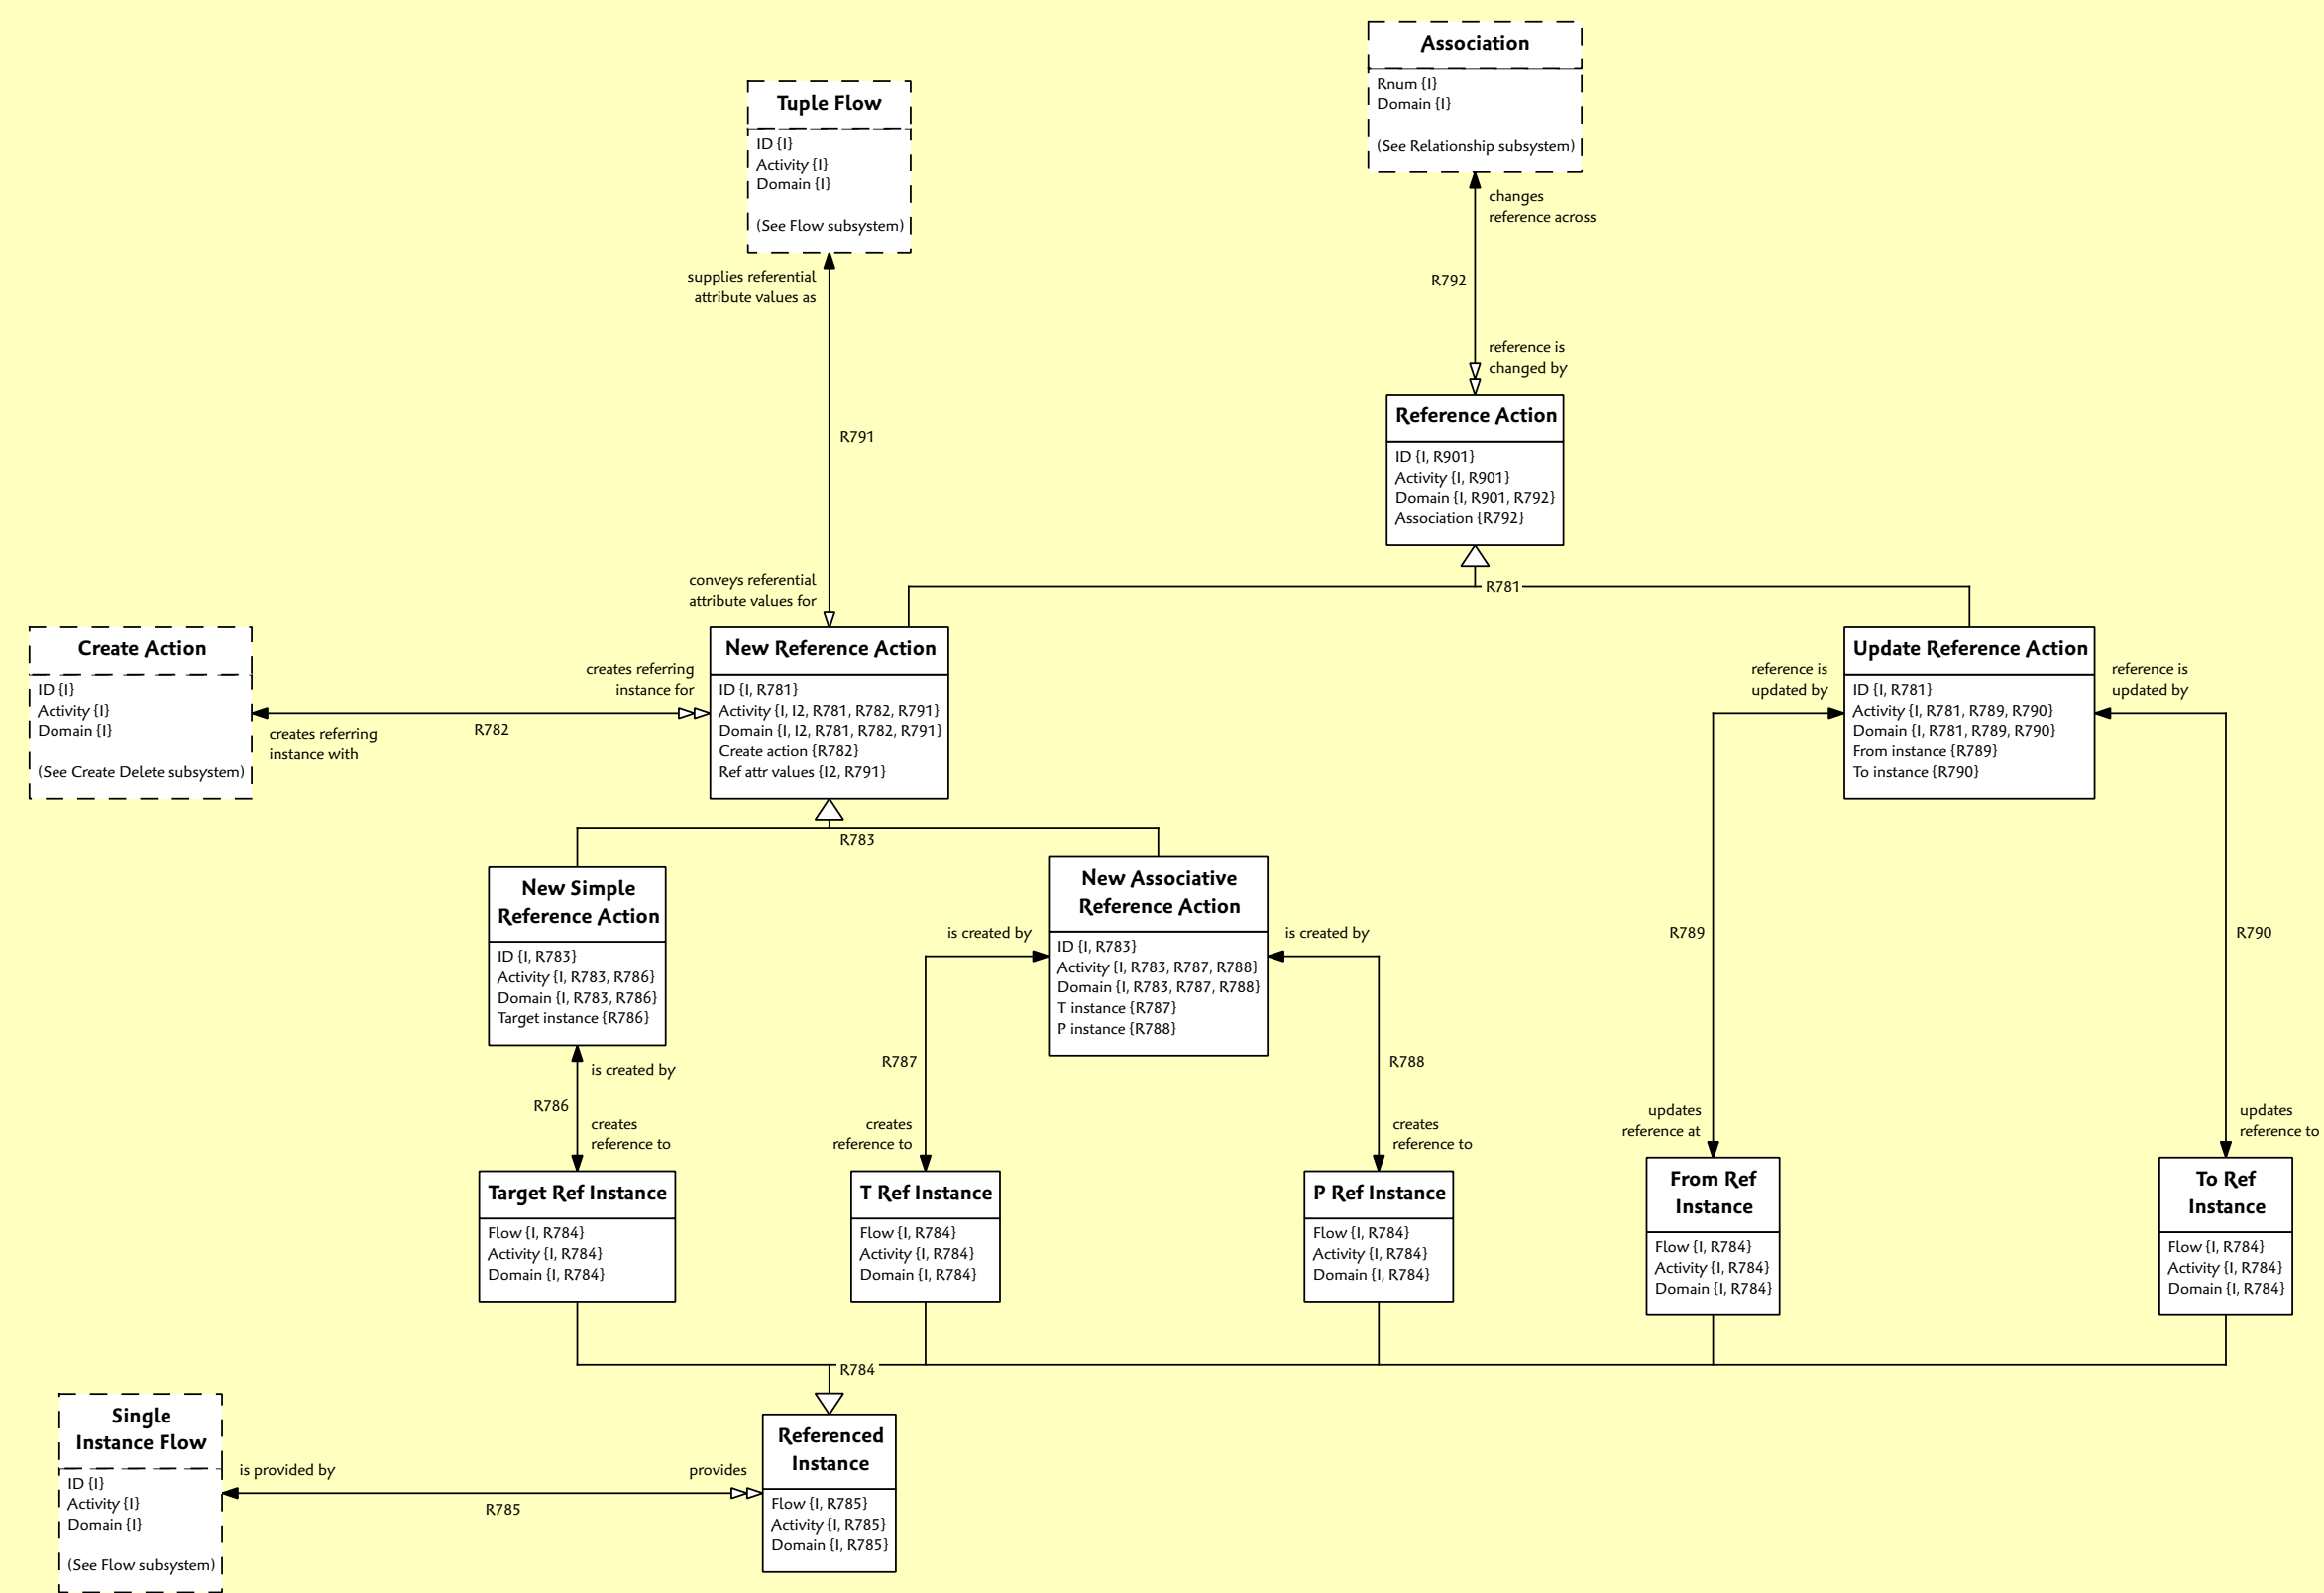 Association
Rnum {I}
Domain {I}
(See Relationship subsystem)
Tuple Flow
ID {I}
Activity {I}
Domain {I}
(See Flow subsystem)
changes
reference across
R792
reference is
changed by
supplies referential
attribute values as
R791
conveys referential
attribute values for
Reference Action
ID {I, R901}
Activity {I, R901}
Domain {I, R901, R792}
Association {R792}
R781
Create Action
ID {I}
Activity {I}
Domain {I}
(See Create Delete subsystem)
creates referring
instance for
R782
creates referring
instance with
New Reference Action
ID {I, R781}
Activity {I, I2, R781, R782, R791}
Domain {I, I2, R781, R782, R791}
Create action {R782}
Ref attr values {I2, R791}
reference is
updated by
Update Reference Action
ID {I, R781}
Activity {I, R781, R789, R790}
Domain {I, R781, R789, R790}
From instance {R789}
To instance {R790}
reference is
updated by
R783
New Simple
Reference Action
ID {I, R783}
Activity {I, R783, R786}
Domain {I, R783, R786}
Target instance {R786}
New Associative
Reference Action
ID {I, R783}
Activity {I, R783, R787, R788}
Domain {I, R783, R787, R788}
T instance {R787}
P instance {R788}
is created by
is created by
R789
R790
is created by
R786
creates
reference to
R787
creates
reference to
R788
creates
reference to
updates
reference at
updates
reference to
Target Ref Instance
Flow {I, R784}
Activity {I, R784}
Domain {I, R784}
T Ref Instance
Flow {I, R784}
Activity {I, R784}
Domain {I, R784}
P Ref Instance
Flow {I, R784}
Activity {I, R784}
Domain {I, R784}
From Ref
Instance
Flow {I, R784}
Activity {I, R784}
Domain {I, R784}
To Ref
Instance
Flow {I, R784}
Activity {I, R784}
Domain {I, R784}
R784
Single
Instance Flow
ID {I}
Activity {I}
Domain {I}
(See Flow subsystem)
is provided by
R785
provides
Referenced
Instance
Flow {I, R785}
Activity {I, R785}
Domain {I, R785}